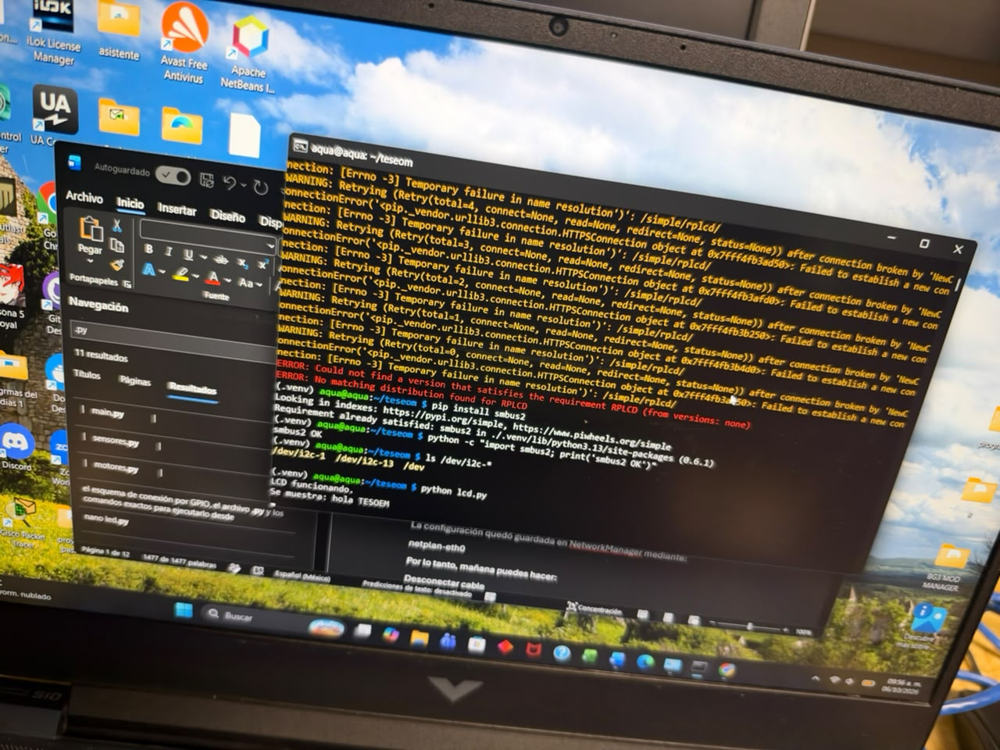 iLok License
Manager
asistente
Avast Free
Antivirus
Apache
NetBeans I...
UA
aqua@aqua: ~/teseom
nection: [Errno -3] Temporary failure in name resolution')': /simple/rplcd/
WARNING: Retrying (Retry(total=4, connect=None, read=None, redirect=None, status=None)) after connection broken by 'NewC
onnectionError('<pip._vendor.urllib3.connection.HTTPSConnection object at 0x7fff4fb3ad50>: Failed to establish a new con
nection: [Errno -3] Temporary failure in name resolution')': /simple/rplcd/
WARNING: Retrying (Retry(total=3, connect=None, read=None, redirect=None, status=None)) after connection broken by 'NewC
onnectionError('<pip._vendor.urllib3.connection.HTTPSConnection object at 0x7fff4fb3afd0>: Failed to establish a new con
nection: [Errno -3] Temporary failure in name resolution')': /simple/rplcd/
WARNING: Retrying (Retry(total=2, connect=None, read=None, redirect=None, status=None)) after connection broken by 'NewC
onnectionError('<pip._vendor.urllib3.connection.HTTPSConnection object at 0x7fff4fb3b250>: Failed to establish a new con
nection: [Errno -3] Temporary failure in name resolution')': /simple/rplcd/
WARNING: Retrying (Retry(total=1, connect=None, read=None, redirect=None, status=None)) after connection broken by 'NewC
onnectionError('<pip._vendor.urllib3.connection.HTTPSConnection object at 0x7fff4fb3b4d0>: Failed to establish a new con
nection: [Errno -3] Temporary failure in name resolution')': /simple/rplcd/
WARNING: Retrying (Retry(total=0, connect=None, read=None, redirect=None, status=None)) after connection broken by 'NewC
onnectionError('<pip._vendor.urllib3.connection.HTTPSConnection object at Failed to establish a new con
nection: [Errno -3] Temporary failure in name resolution')': /simple/rplcd/
ERROR: Could not find a version that satisfies the requirement RPLCD (from versions: none)
ERROR: No matching distribution found for RPLCD
(.venv) aqua@aqua:~/teseom $ pip install smbus2
Looking in indexes: https://pypi.org/simple, https://www.piwheels.org/simple
Requirement already satisfied: smbus2 in ./.venv/lib/python3.13/site-packages (0.6.1)
(.venv) aqua@aqua:~/teseom $ python -c "import smbus2; print('smbus2 OK')"
smbus2 OK
(.venv) aqua@aqua:~/teseom $ ls /dev/i2c-*
/dev/i2c-1 /dev/i2c-13 /dev
(.venv) aqua@aqua:~/teseom $ python lcd.py
LCD funcionando,
Se muestra: hola TESOEM
Autoguardado
Archivo Inicio Insertar Diseño Disp
Pegar
N I U ab x₂
A A Aa
Portapapeles
Fuente
Navegación
.py
11 resultados
Títulos Páginas Resultados
main.py
sensores.py
motores.py
el esquema de conexión por GPIO, el archivo .py y los
comandos exactos para ejecutarlo desde
nano led.py
La configuración quedó guardada en NetworkManager mediante:
netplan-eth0
Por lo tanto, mañana puedes hacer:
Desconectar cable
Página 1 de 12 1477 de 1477 palabras Español (México) Predicciones de texto: desactivado Concentración 100%
Discord
Cisco Packet
Tracer
BG3 MOD
MANAGER
Descubre
más sobre
nublado
Buscar
09:56 a. m.
06/10/2026